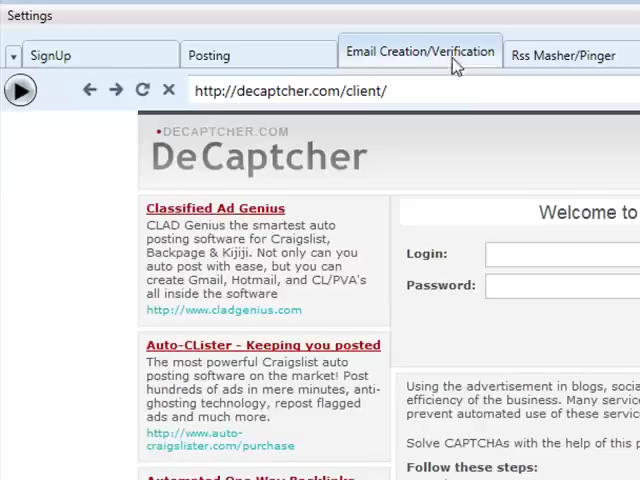 Settings
SignUp
Posting
Email Creation/Verification
Rss Masher/Pinger
http://decaptcher.com/client/
•DECAPTCHER.COM
DeCaptcher
Classified Ad Genius
CLAD Genius the smartest auto
posting software for Craigslist,
Backpage & Kijiji. Not only can you
auto post with ease, but you can
create Gmail, Hotmail, and CL/PVA's
all inside the software
http://www.cladgenius.com
Auto-CLister - Keeping you posted
The most powerful Craigslist auto
posting software on the market! Post
hundreds of ads in mere minutes, anti-
ghosting technology, repost flagged
ads and much more.
http://www.auto-
craigslister.com/purchase
Automated One Way Backlinks
Welcome to
Login:
Password:
Using the advertisement in blogs, socia
efficiency of the business. Many service
prevent automated use of these service
Solve CAPTCHAs with the help of this p
Follow these steps: